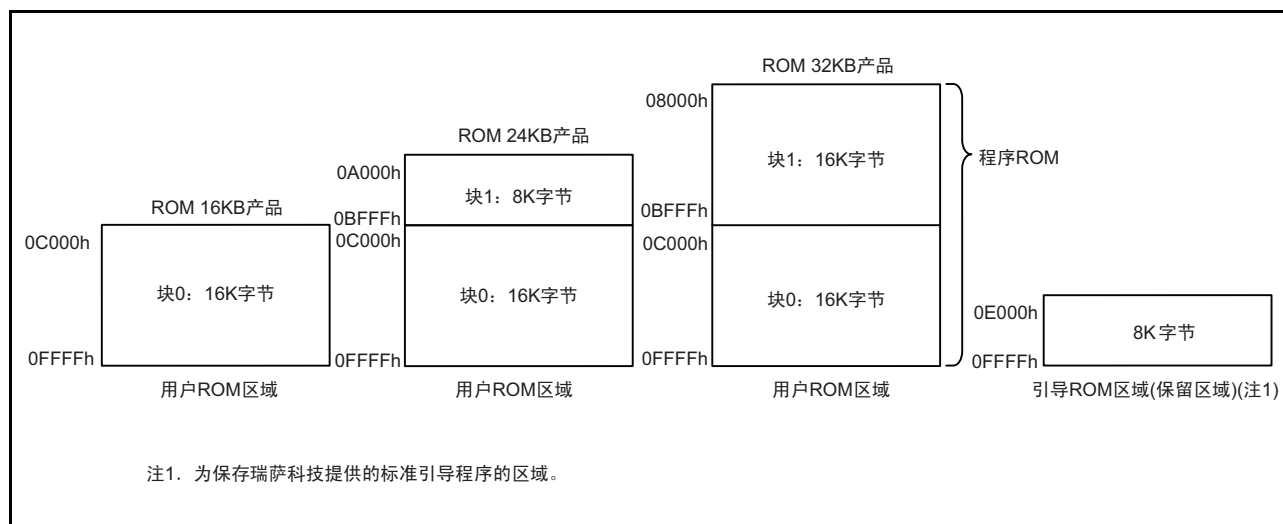 ROM 16KB产品
0C000h
块0：16K字节
0FFFFh
用户ROM区域
ROM 24KB产品
0A000h
块1：8K字节
0BFFFh
0C000h
块0：16K字节
0FFFFh
用户ROM区域
ROM 32KB产品
08000h
块1：16K字节
0BFFFh
0C000h
块0：16K字节
0FFFFh
用户ROM区域
程序ROM
0E000h
8K字节
0FFFFh
引导ROM区域(保留区域)(注1)
注1．为保存瑞萨科技提供的标准引导程序的区域。